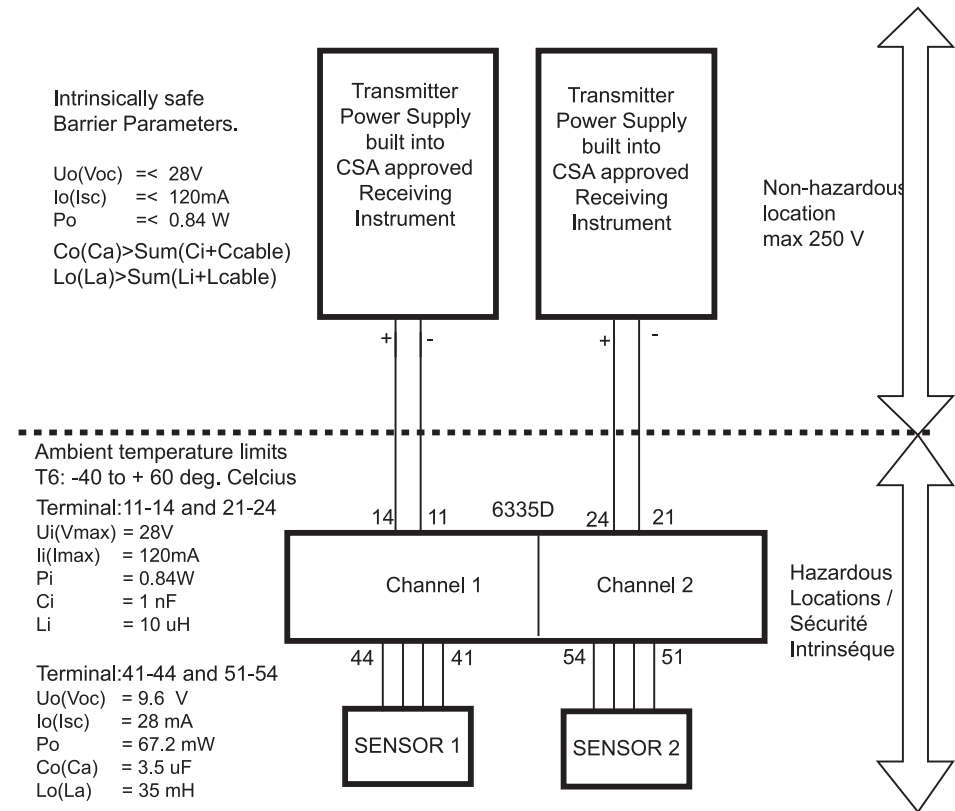 Intrinsically safe
Barrier Parameters.
Uo(Voc) =< 28V
Io(Isc) =< 120mA
Po =< 0.84 W
Co(Ca)>Sum(Ci+Ccable)
Lo(La)>Sum(Li+Lcable)
Transmitter
Power Supply
built into
CSA approved
Receiving
Instrument
Transmitter
Power Supply
built into
CSA approved
Receiving
Instrument
Non-hazardous
location
max 250 V
+ -
+ -
Ambient temperature limits
T6: -40 to + 60 deg. Celcius
Terminal:11-14 and 21-24
Ui(Vmax) = 28V
Ii(Imax) = 120mA
Pi = 0.84W
Ci = 1 nF
Li = 10 uH
14 11 6335D 24 21
Channel 1 Channel 2
Hazardous
Locations /
Sécurité
Intrinséque
44 41 54 51
Terminal:41-44 and 51-54
Uo(Voc) = 9.6 V
Io(Isc) = 28 mA
Po = 67.2 mW
Co(Ca) = 3.5 uF
Lo(La) = 35 mH
SENSOR 1 SENSOR 2